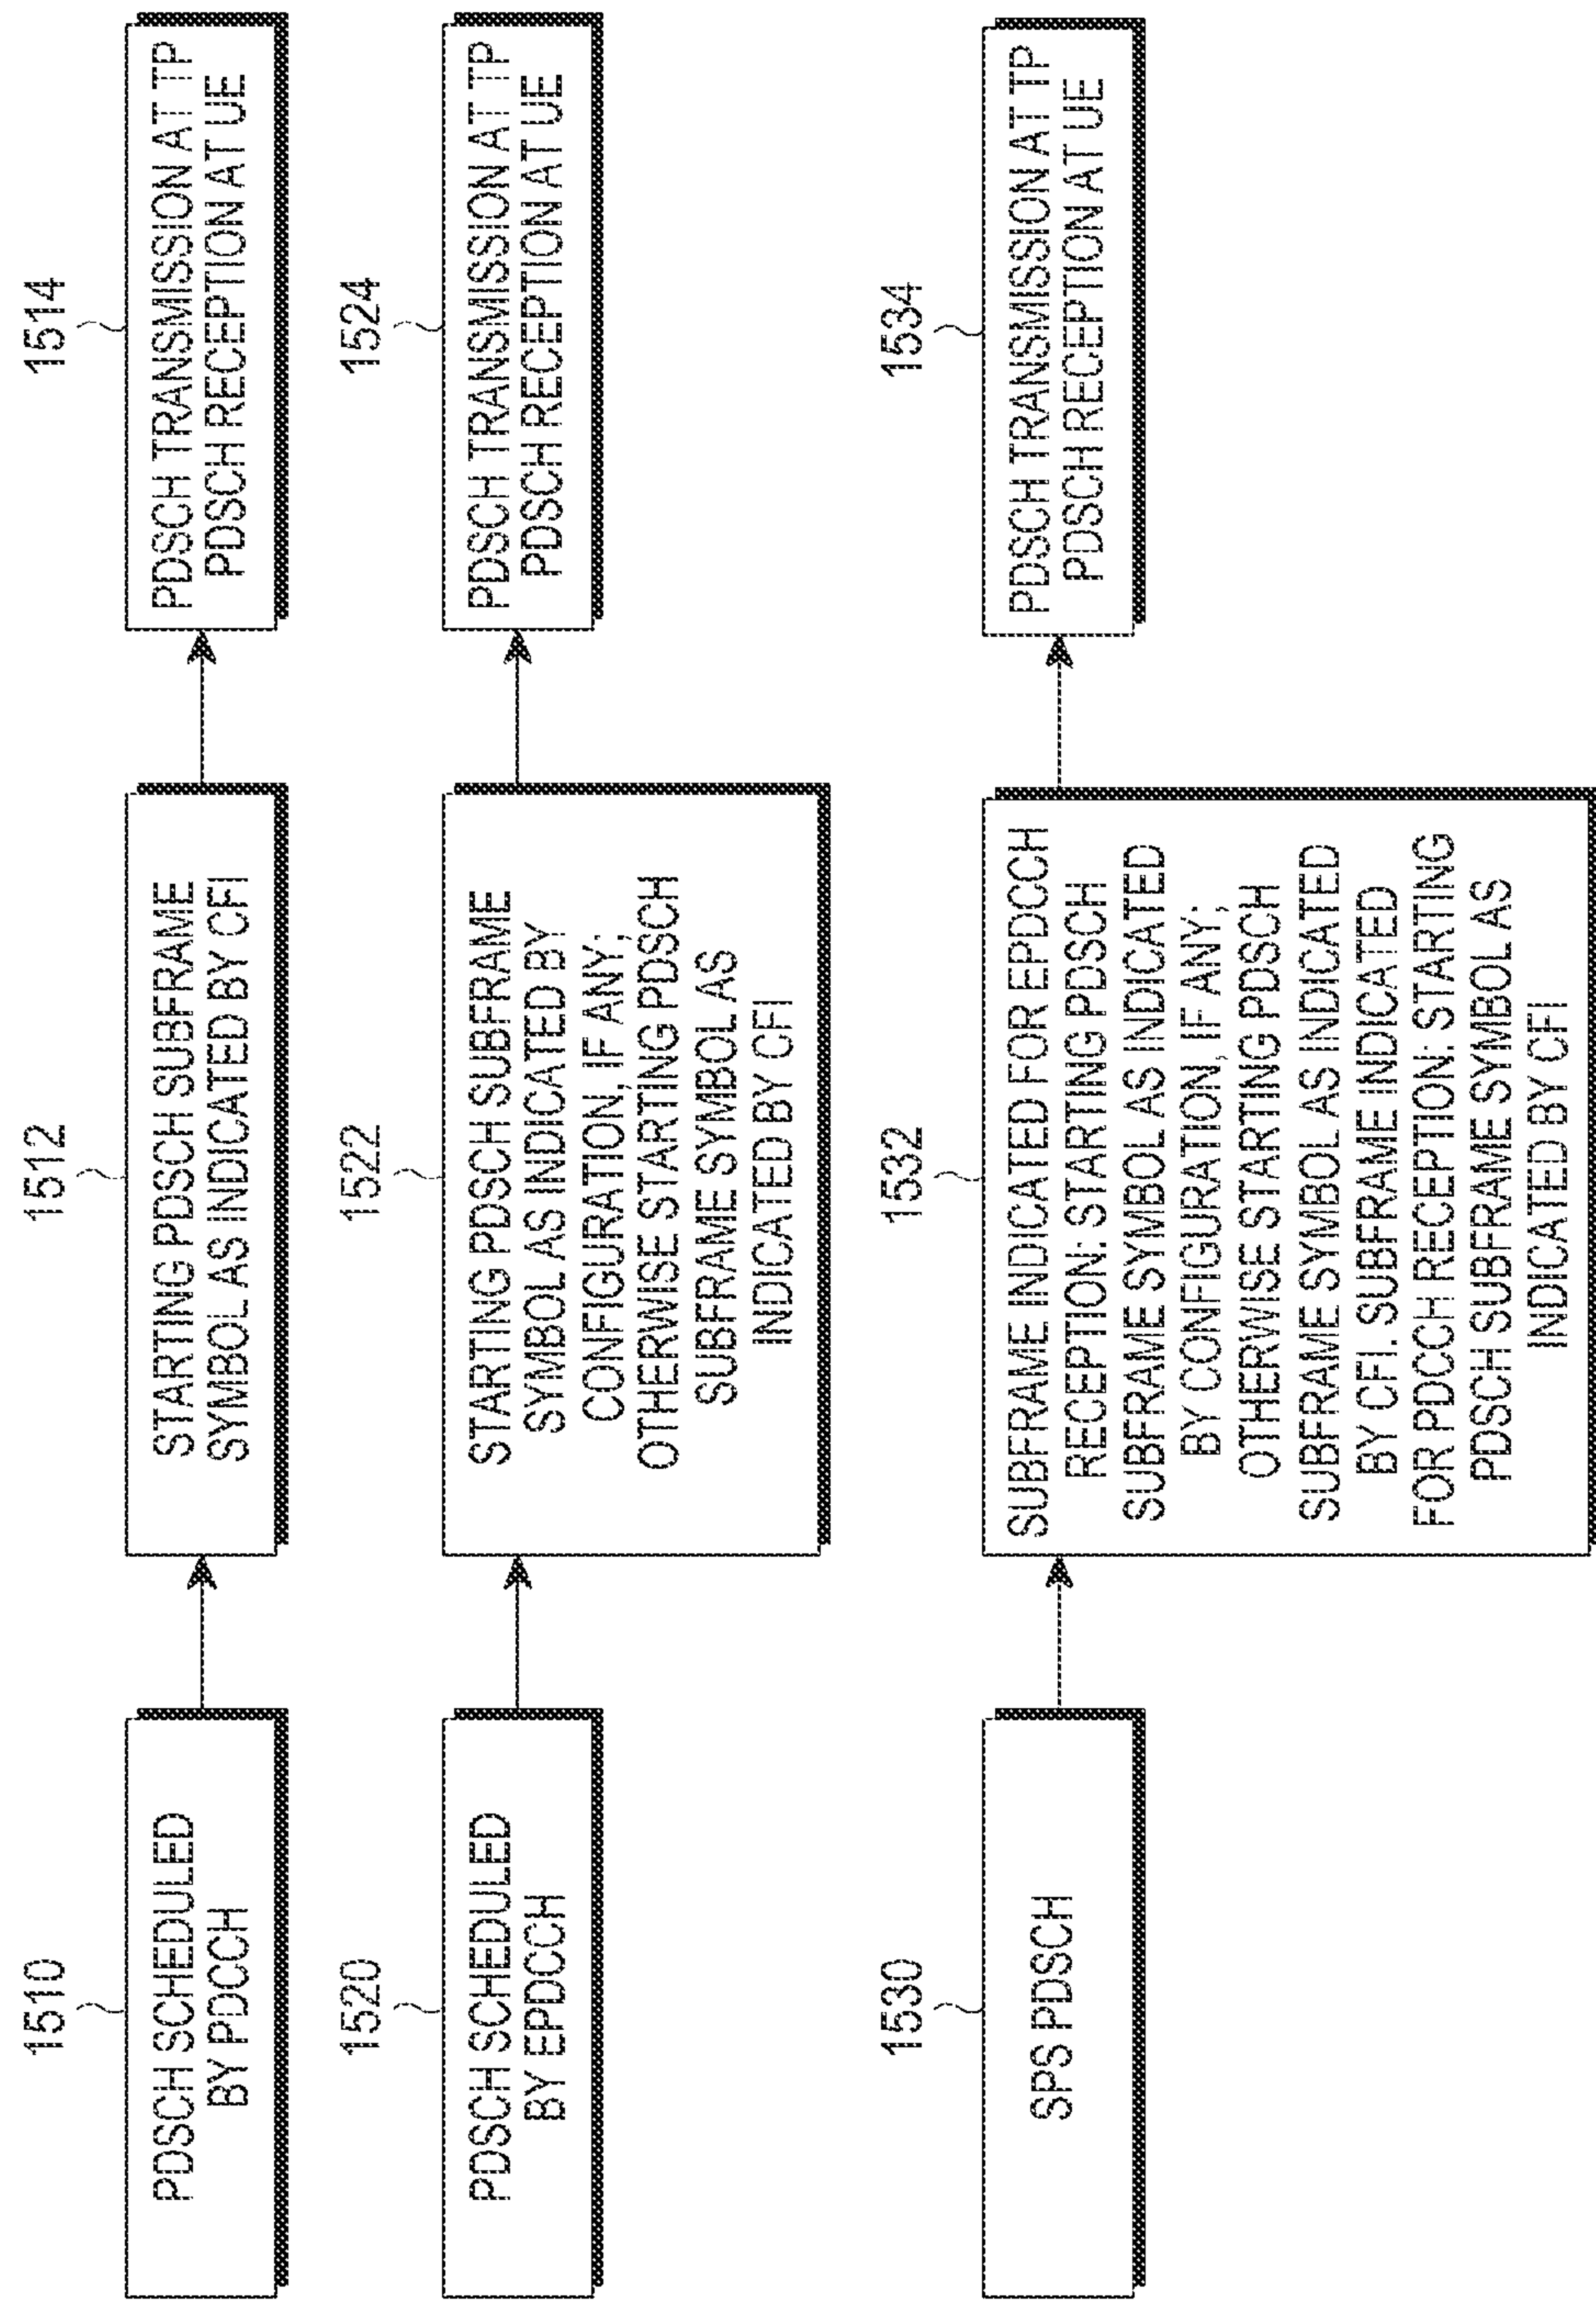 1510
PDSCH SCHEDULED
BY PDCCH
1512
STARTING PDSCH SUBFRAME
SYMBOL AS INDICATED BY CFI
1514
PDSCH TRANSMISSION AT TP
PDSCH RECEPTION AT UE
1520
PDSCH SCHEDULED
BY EPDCCH
1522
STARTING PDSCH SUBFRAME
SYMBOL AS INDICATED BY
CONFIGURATION, IF ANY;
OTHERWISE STARTING PDSCH
SUBFRAME SYMBOL AS
INDICATED BY CFI
1524
PDSCH TRANSMISSION AT TP
PDSCH RECEPTION AT UE
1530
SPS PDSCH
1532
SUBFRAME INDICATED FOR EPDCCH
RECEPTION: STARTING PDSCH
SUBFRAME SYMBOL AS INDICATED
BY CONFIGURATION, IF ANY;
OTHERWISE STARTING PDSCH
SUBFRAME SYMBOL AS INDICATED
BY CFI. SUBFRAME INDICATED
FOR PDCCH RECEPTION: STARTING
PDSCH SUBFRAME SYMBOL AS
INDICATED BY CFI
1534
PDSCH TRANSMISSION AT TP
PDSCH RECEPTION AT UE